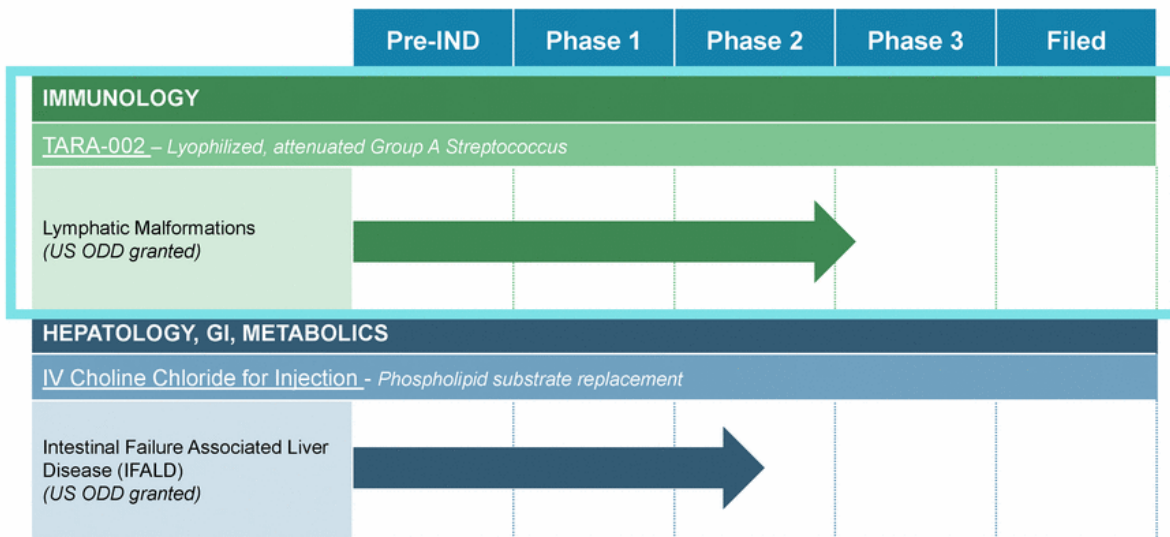 Pre-IND Phase 1 Phase 2 Phase 3 Filed
IMMUNOLOGY
TARA-002 – Lyophilized, attenuated Group A Streptococcus
Lymphatic Malformations
(US ODD granted)
HEPATOLOGY, GI, METABOLICS
IV Choline Chloride for Injection - Phospholipid substrate replacement
Intestinal Failure Associated Liver
Disease (IFALD)
(US ODD granted)